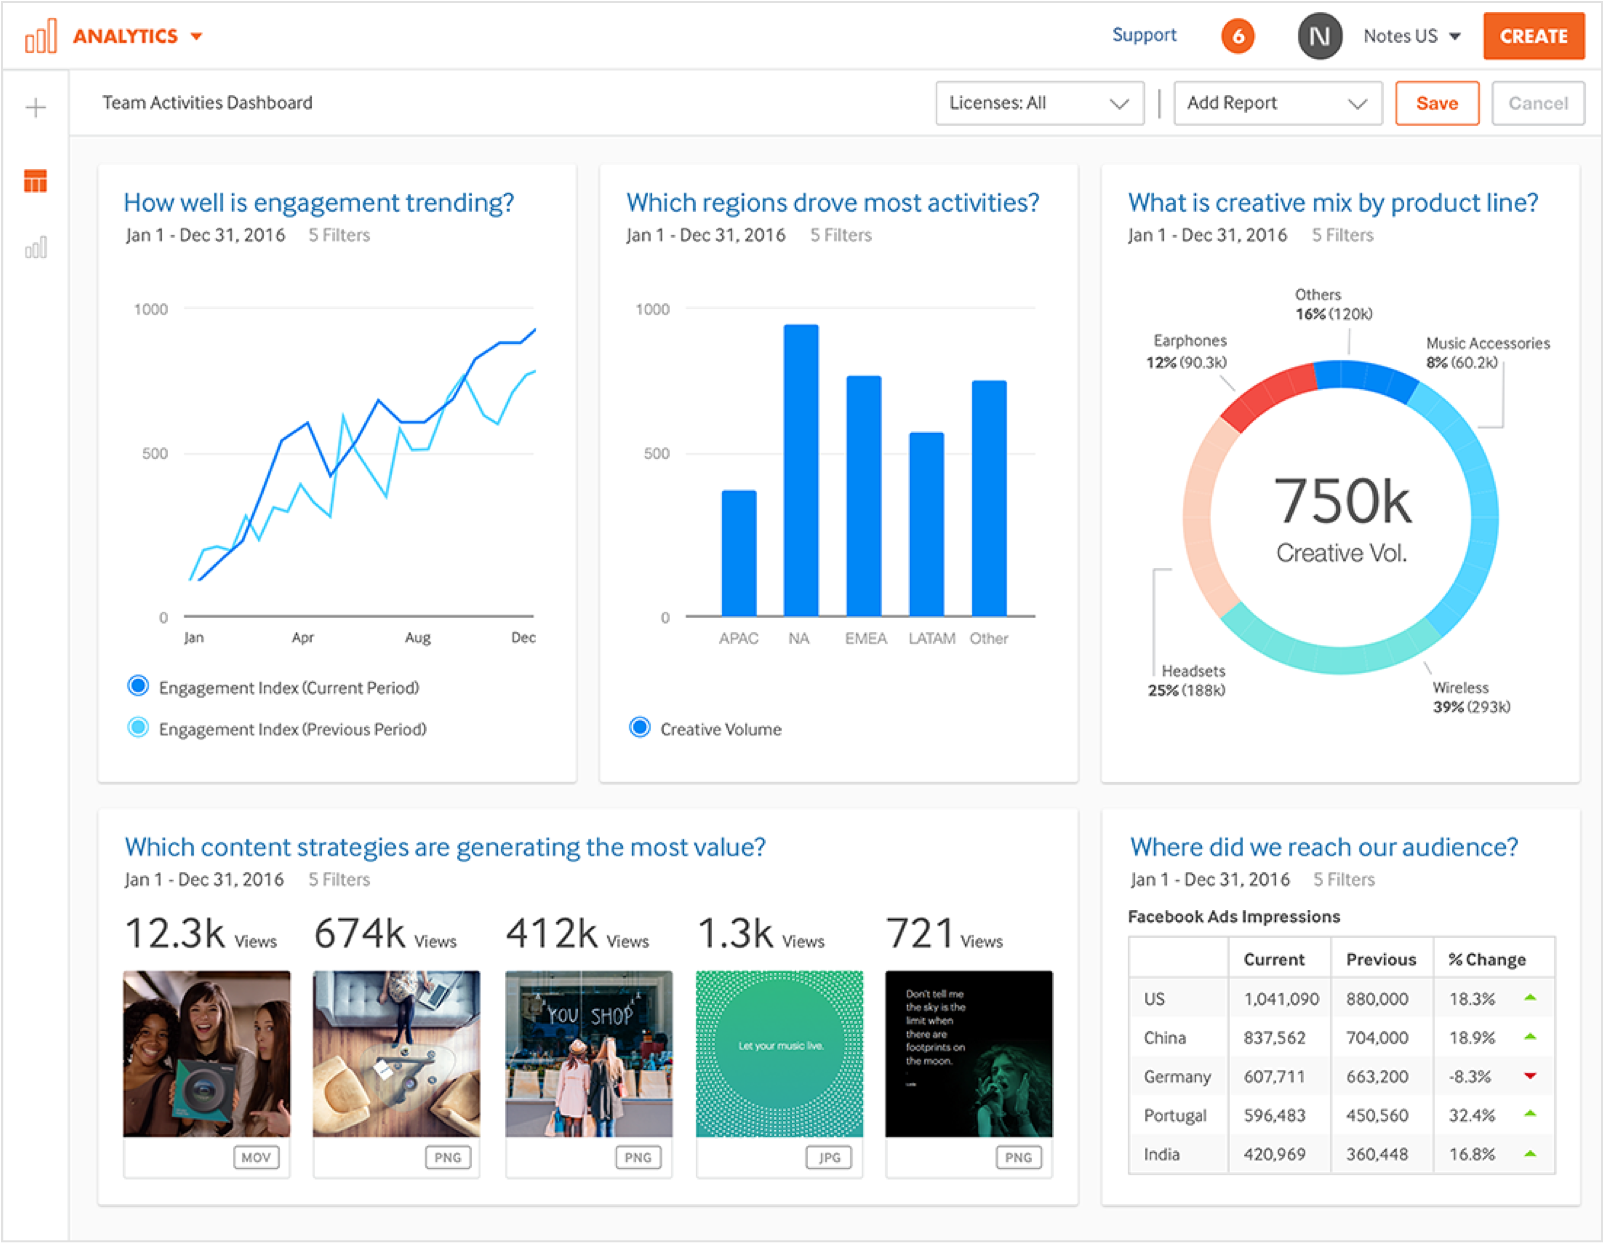 ANALYTICS
Support
6
N
Notes US
CREATE
Team Activities Dashboard
Licenses: All
Add Report
Save
Cancel
How well is engagement trending?
Jan 1 - Dec 31, 2016 5 Filters
1000
500
0
Jan Apr Aug Dec
Engagement Index (Current Period)
Engagement Index (Previous Period)
Which regions drove most activities?
Jan 1 - Dec 31, 2016 5 Filters
1000
500
0
APAC NA EMEA LATAM Other
Creative Volume
What is creative mix by product line?
Jan 1 - Dec 31, 2016 5 Filters
Others
16% (120k)
Earphones
12% (90.3k)
Music Accessories
8% (60.2k)
750k
Creative Vol.
Headsets
25% (188k)
Wireless
39% (293k)
Which content strategies are generating the most value?
Jan 1 - Dec 31, 2016 5 Filters
12.3k Views
674k Views
412k Views
1.3k Views
721 Views
YOU SHOP
Let your music live.
Don't tell me
the sky is the
limit when
there are
footprints on
the moon.
MOV
PNG
PNG
JPG
PNG
Where did we reach our audience?
Jan 1 - Dec 31, 2016 5 Filters
Facebook Ads Impressions
Current Previous % Change
US 1,041,090 880,000 18.3%
China 837,562 704,000 18.9%
Germany 607,711 663,200 -8.3%
Portugal 596,483 450,560 32.4%
India 420,969 360,448 16.8%